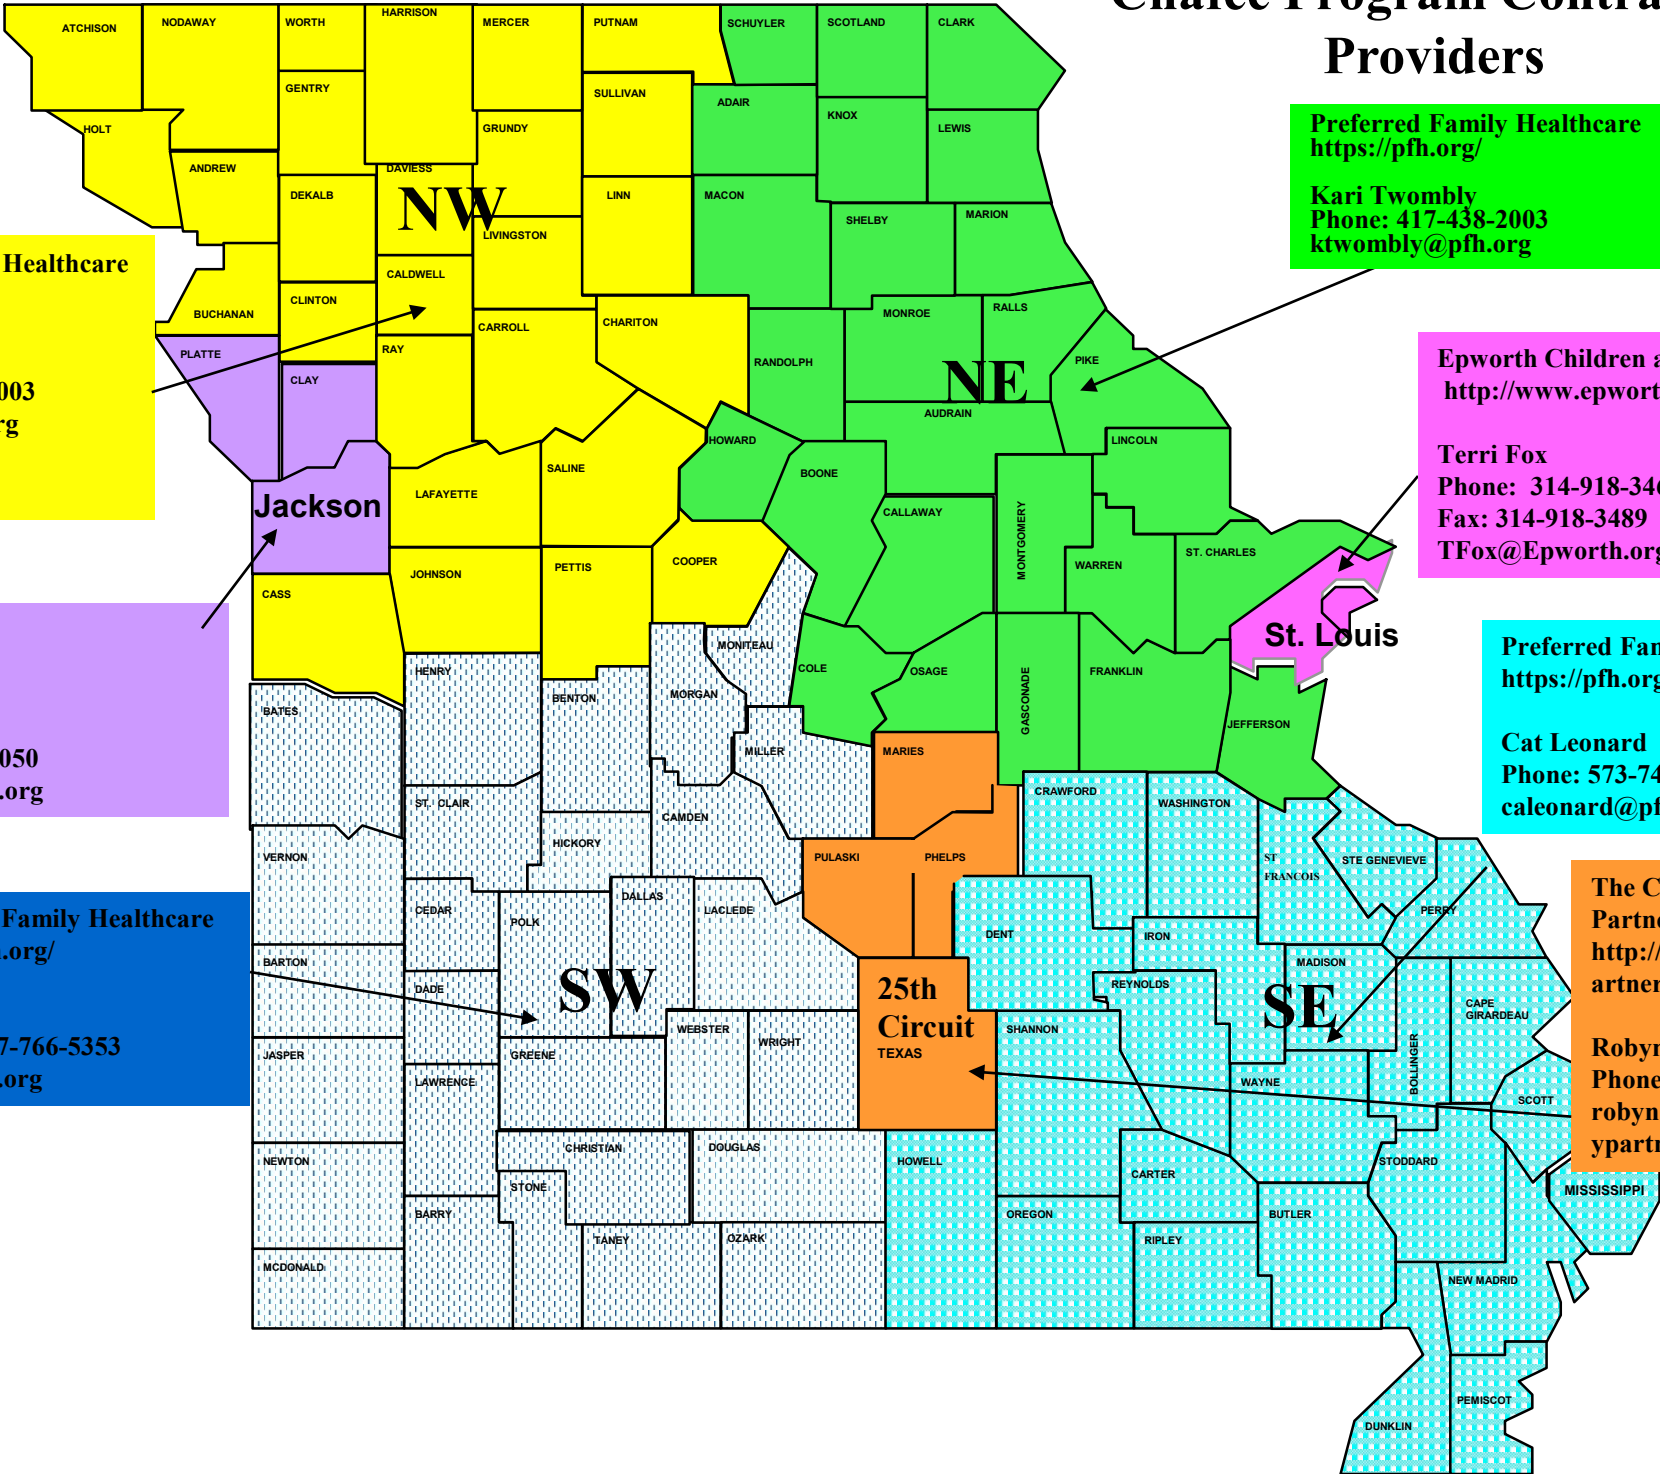 Chafee Program Contra
Providers
Preferred Family Healthcare
https://pfh.org/
Kari Twombly
Phone: 417-438-2003
ktwombly@pfh.org
Epworth Children a
http://www.epwort
Terri Fox
Phone: 314-918-346
Fax: 314-918-3489
TFox@Epworth.org
Preferred Fam
https://pfh.org
Cat Leonard
Phone: 573-74
caleonard@pf
The C
Partne
http://
artner
Robyn
Phone
robyn
ypartn
Healthcare
003
rg
050
.org
Family Healthcare
.org/
7-766-5353
.org
ATCHISON
NODAWAY
WORTH
HARRISON
MERCER
PUTNAM
SCHUYLER
SCOTLAND
CLARK
GENTRY
SULLIVAN
ADAIR
KNOX
LEWIS
HOLT
GRUNDY
ANDREW
DAVIESS
DEKALB
LINN
MACON
SHELBY
MARION
NW
LIVINGSTON
CALDWELL
BUCHANAN
CLINTON
CARROLL
CHARITON
MONROE
RALLS
PLATTE
RAY
RANDOLPH
PIKE
CLAY
NE
AUDRAIN
HOWARD
LINCOLN
SALINE
BOONE
LAFAYETTE
Jackson
CALLAWAY
MONTGOMERY
ST. CHARLES
JOHNSON
PETTIS
COOPER
WARREN
CASS
St. Louis
MONITEAU
HENRY
COLE
OSAGE
FRANKLIN
BENTON
MORGAN
GASCONADE
BATES
JEFFERSON
MILLER
MARIES
ST. CLAIR
CRAWFORD
WASHINGTON
CAMDEN
HICKORY
VERNON
PULASKI
PHELPS
ST
FRANCOIS
STE GENEVIEVE
DALLAS
CEDAR
POLK
LACLEDE
PERRY
DENT
IRON
BARTON
MADISON
DADE
SW
25th
Circuit
TEXAS
REYNOLDS
SE
CAPE
GIRARDEAU
WEBSTER
WRIGHT
SHANNON
JASPER
GREENE
BOLLINGER
LAWRENCE
WAYNE
SCOTT
CHRISTIAN
DOUGLAS
NEWTON
HOWELL
STODDARD
CARTER
STONE
MISSISSIPPI
BARRY
OREGON
BUTLER
TANEY
OZARK
RIPLEY
MCDONALD
NEW MADRID
PEMISCOT
DUNKLIN